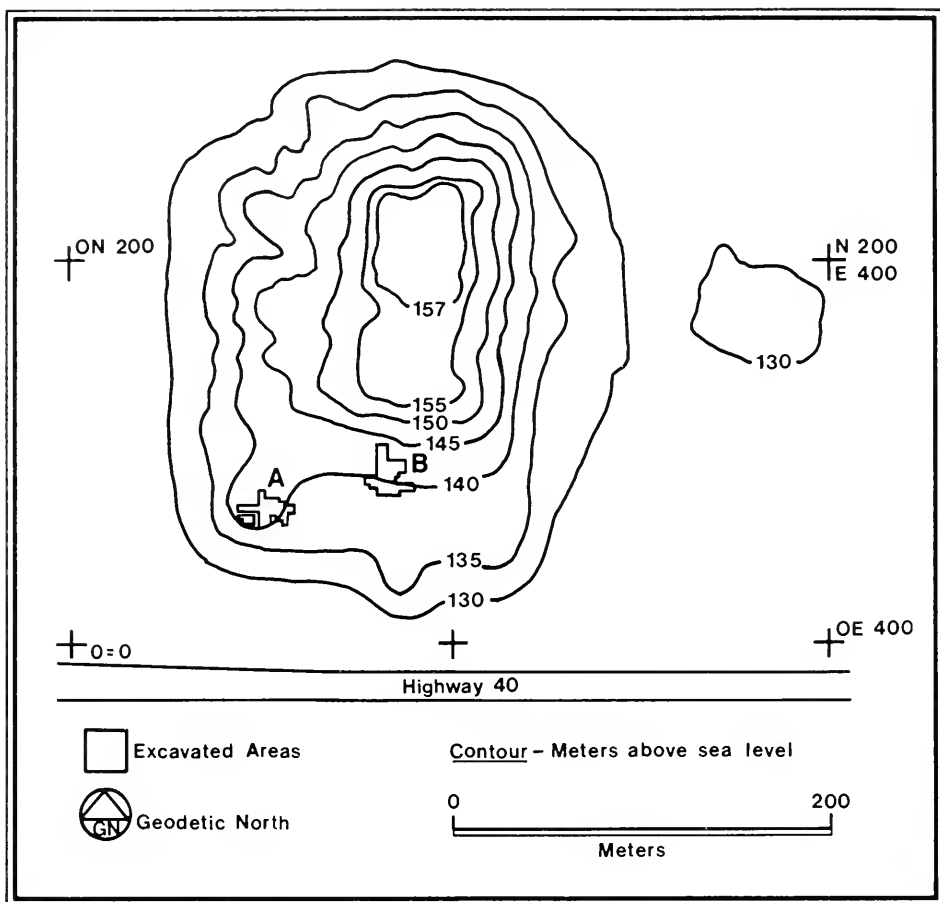 ON 200
N 200
E 400
157
130
155
150
145
A
B
140
135
130
0=0
OE 400
Highway 40
Excavated Areas
Contour – Meters above sea level
GN
Geodetic North
0
200
Meters